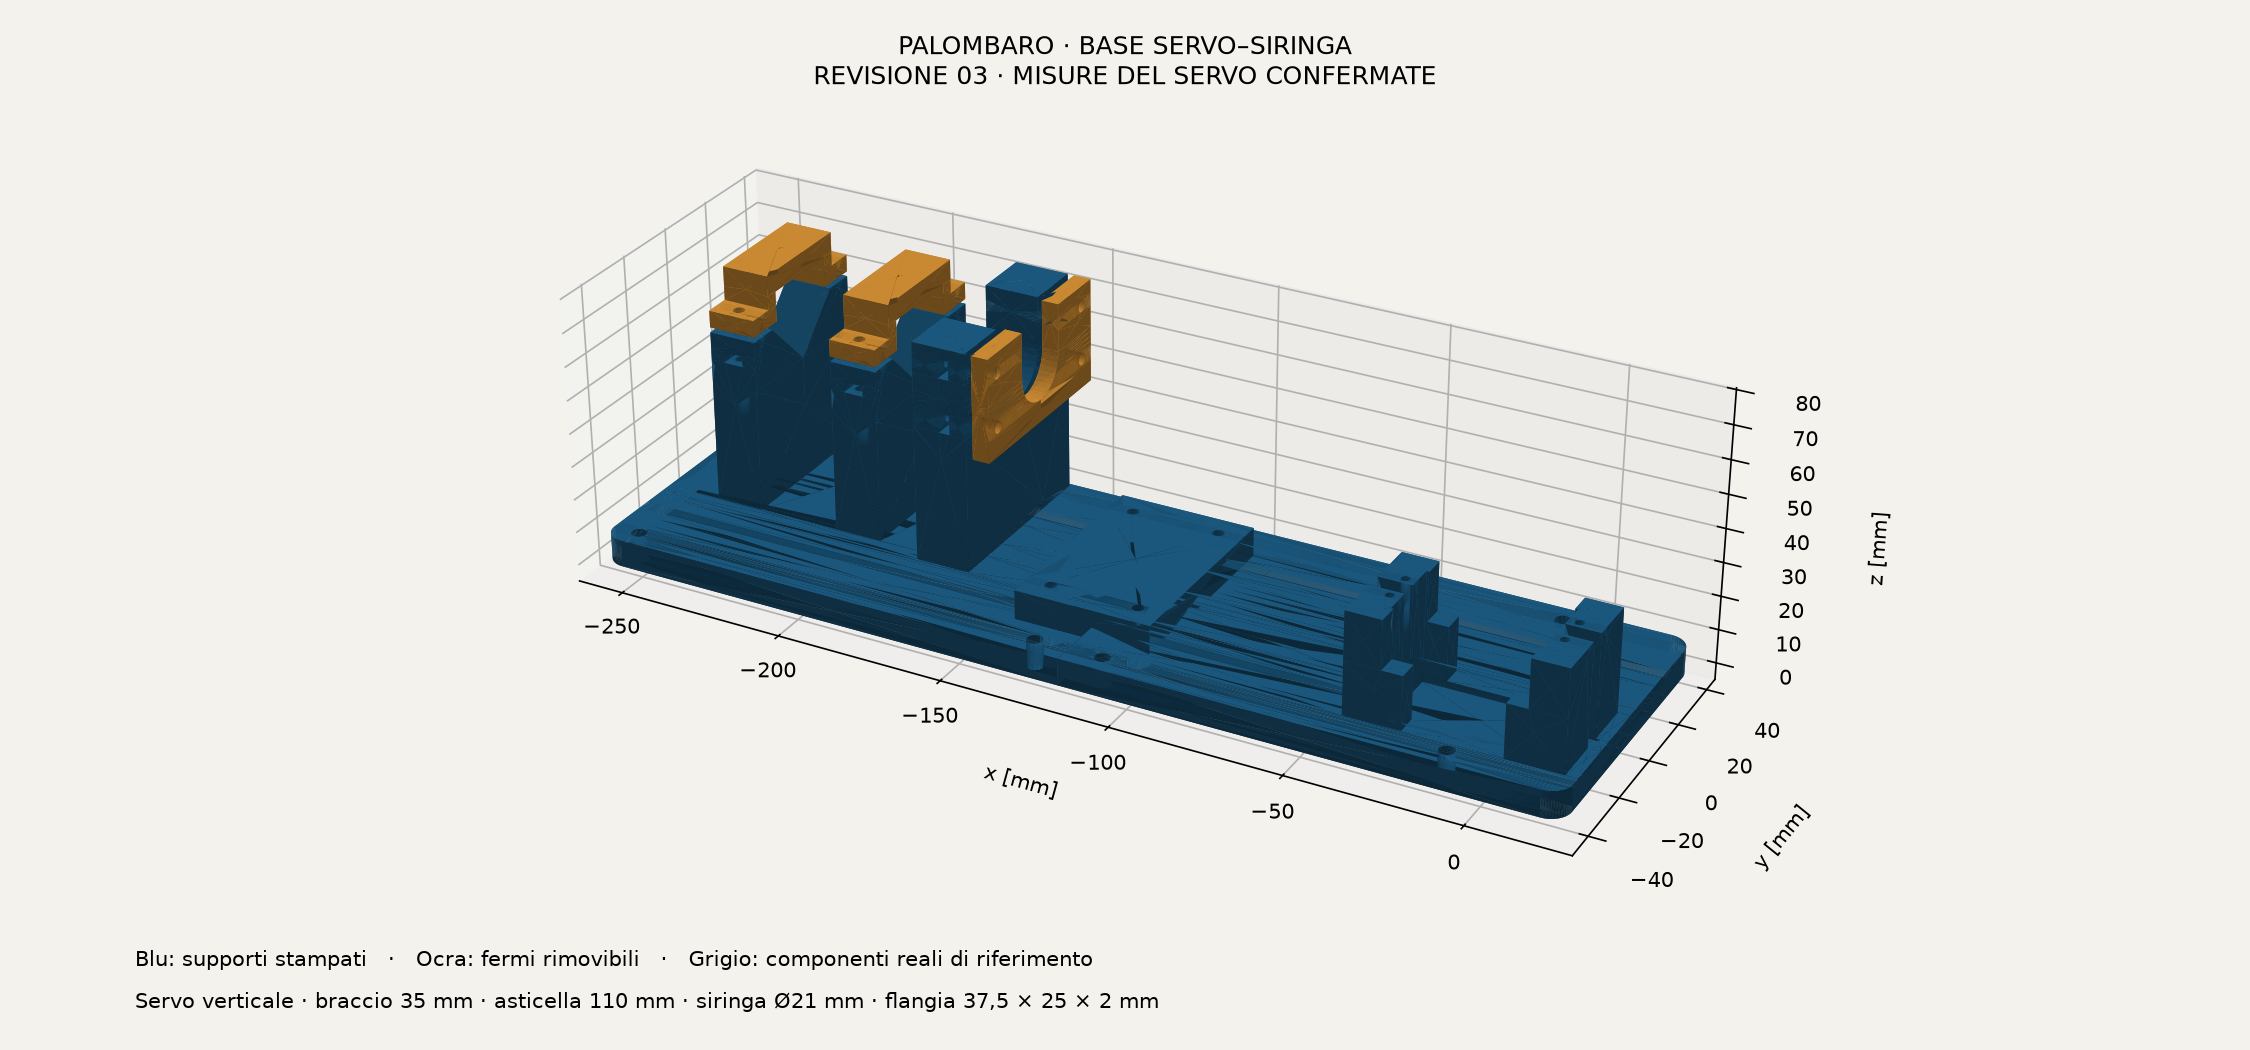 PALOMBARO · BASE SERVO–SIRINGA
REVISIONE 03 · MISURE DEL SERVO CONFERMATE
80
70
60
50
40
30
20
10
0
z [mm]
−250
−200
−150
−100
−50
0
x [mm]
40
20
0
−20
−40
y [mm]
Blu: supporti stampati · Ocra: fermi rimovibili · Grigio: componenti reali di riferimento
Servo verticale · braccio 35 mm · asticella 110 mm · siringa Ø21 mm · flangia 37,5 × 25 × 2 mm